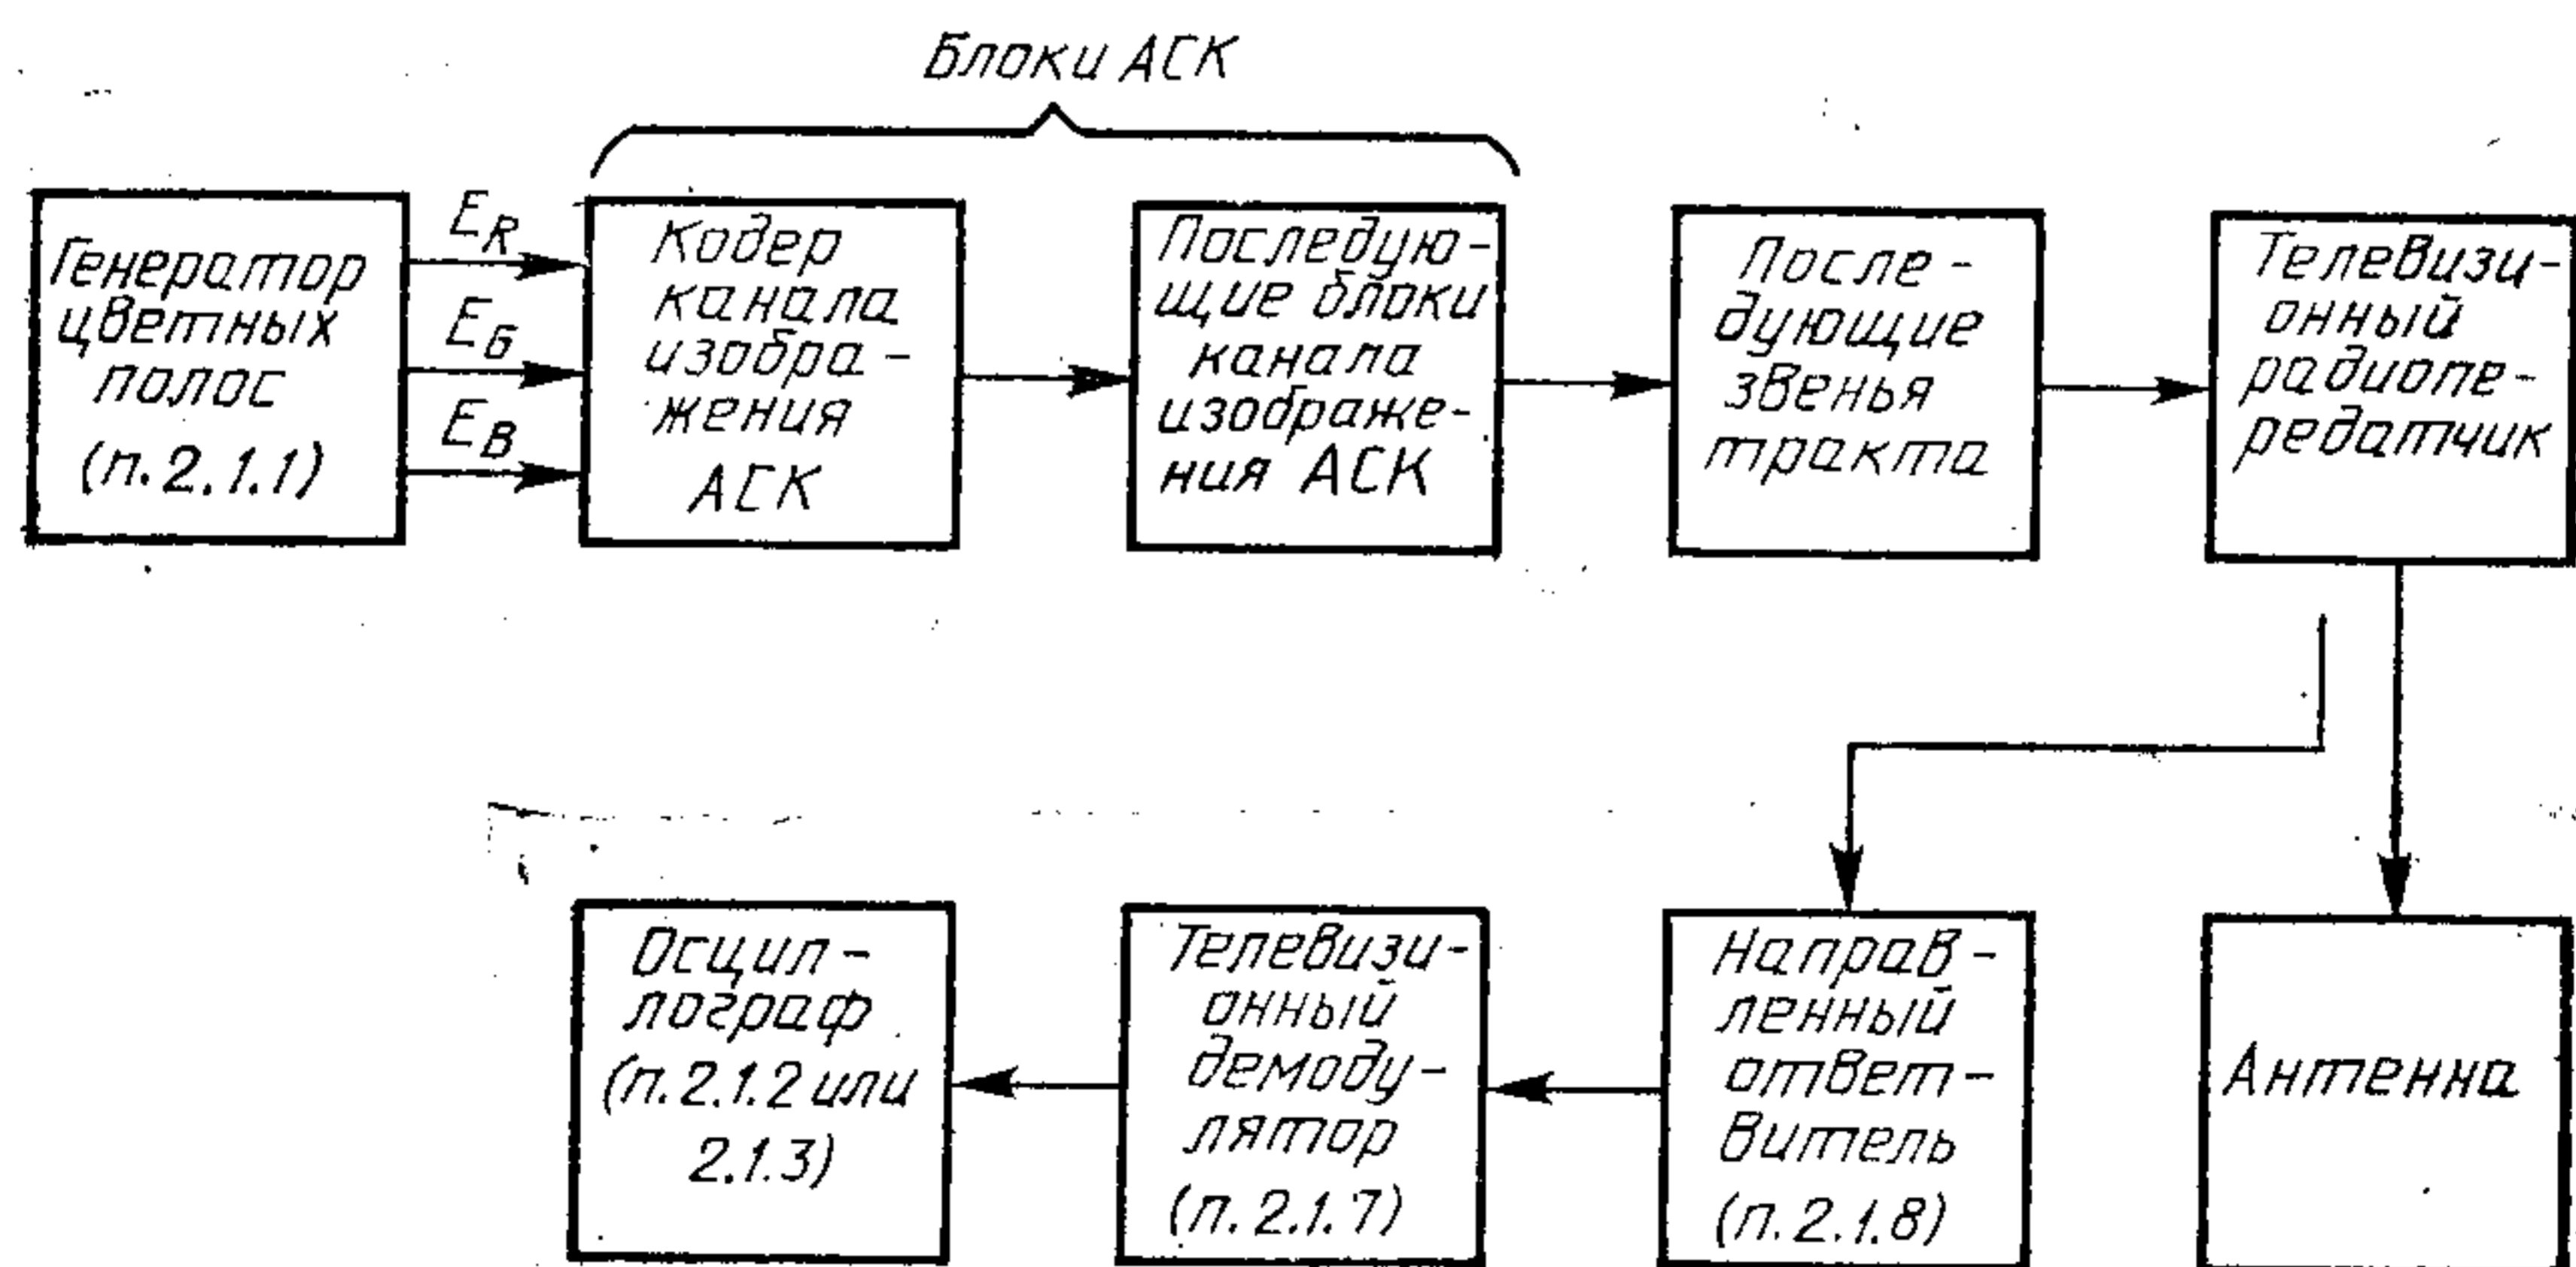 Блоки АСК
Генератор
цветных
полос
(п. 2.1.1)
E_R
E_G
E_B
Кодер
канала
изобра-
жения
АСК
Последую-
щие блоки
канала
изображе-
ния АСК
После-
дующие
звенья
тракта
Телевизи-
онный
радиопе-
редатчик
Осцил-
лограф
(п. 2.1.2 или
2.1.3)
Телевизи-
онный
демоду-
лятор
(п. 2.1.7)
Направ-
ленный
ответ-
витель
(п. 2.1.8)
Антенна